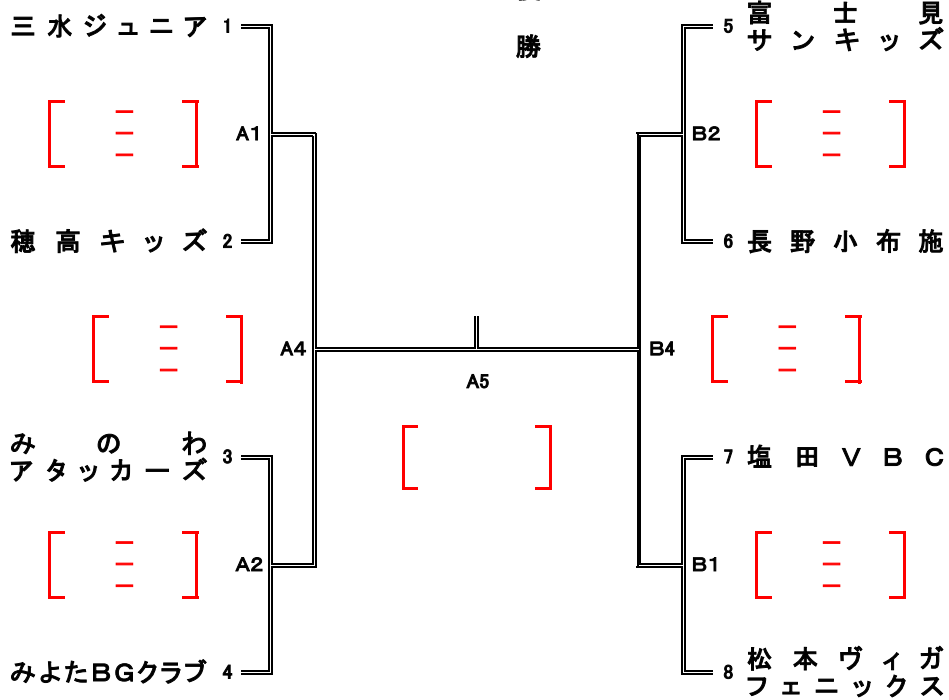 勝
三水ジュニア 1
A1
穂高キッズ 2
A4
みのわ
アタッカーズ 3
A2
みよたBGクラブ 4
A5
5 富士見
サンキッズ
B2
6 長野小布施
B4
7 塩田VBC
B1
8 松本ヴィガ
フェニックス